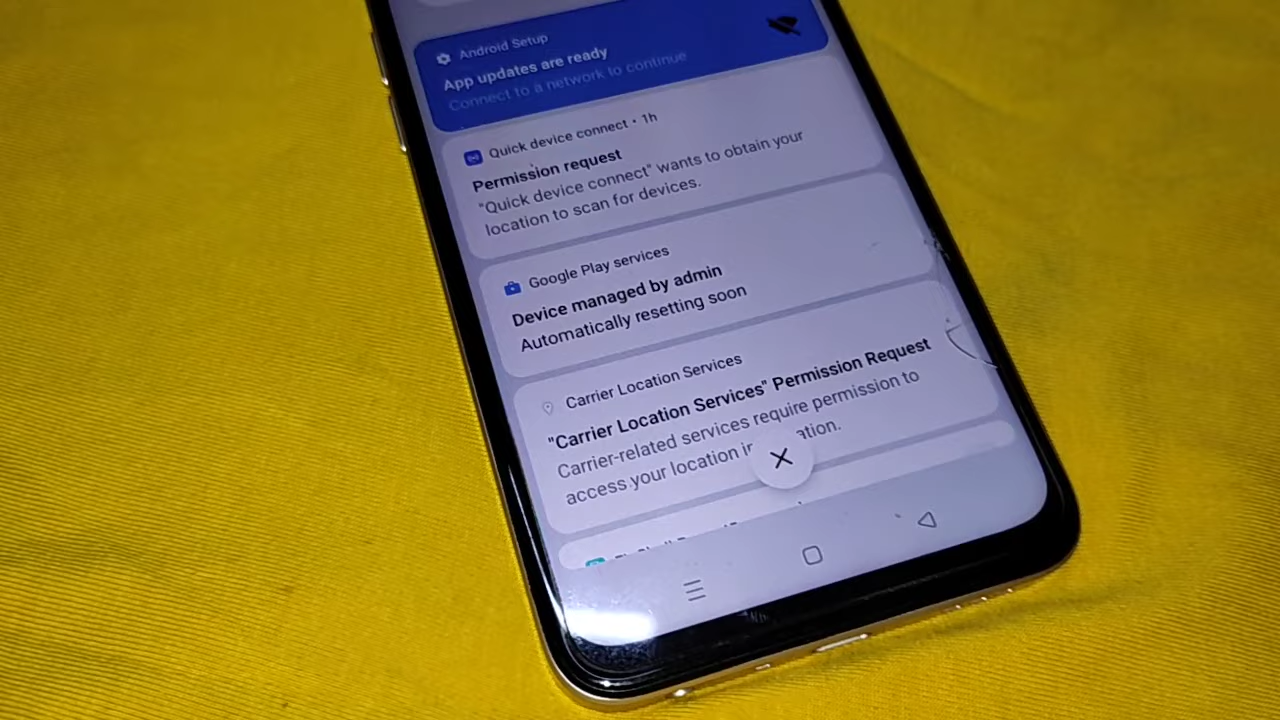 Android Setup
App updates are ready
Connect to a network to continue
Quick device connect • 1h
Permission request
"Quick device connect" wants to obtain your
location to scan for devices.
Google Play services
Device managed by admin
Automatically resetting soon
Carrier Location Services
"Carrier Location Services" Permission Request
Carrier-related services require permission to
access your location